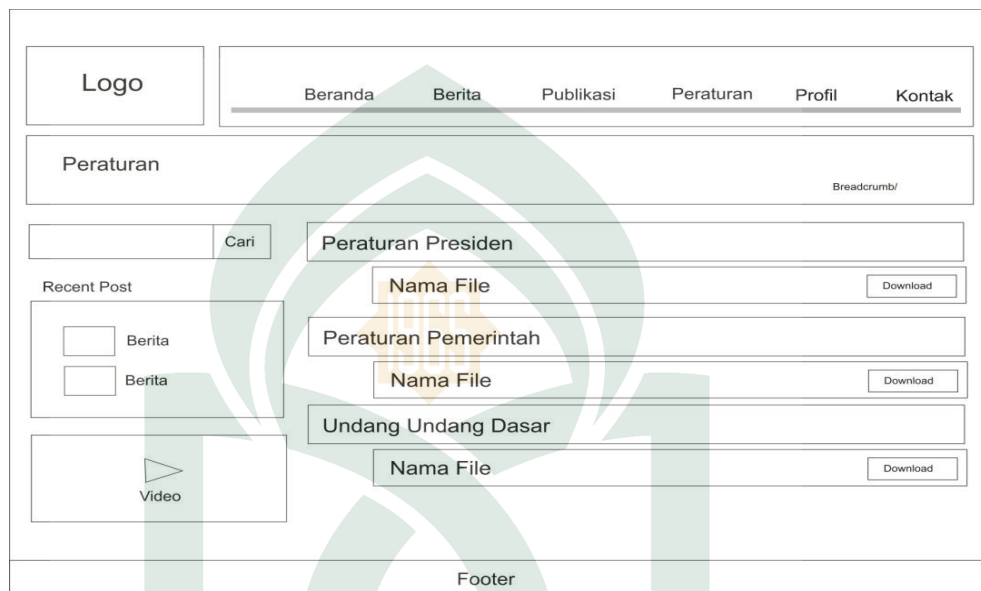 Logo
Beranda Berita Publikasi Peraturan Profil Kontak
Peraturan
Breadcrumb/
Cari
Recent Post
Berita
Berita
Video
Peraturan Presiden
Nama File Download
Peraturan Pemerintah
Nama File Download
Undang Undang Dasar
Nama File Download
Footer